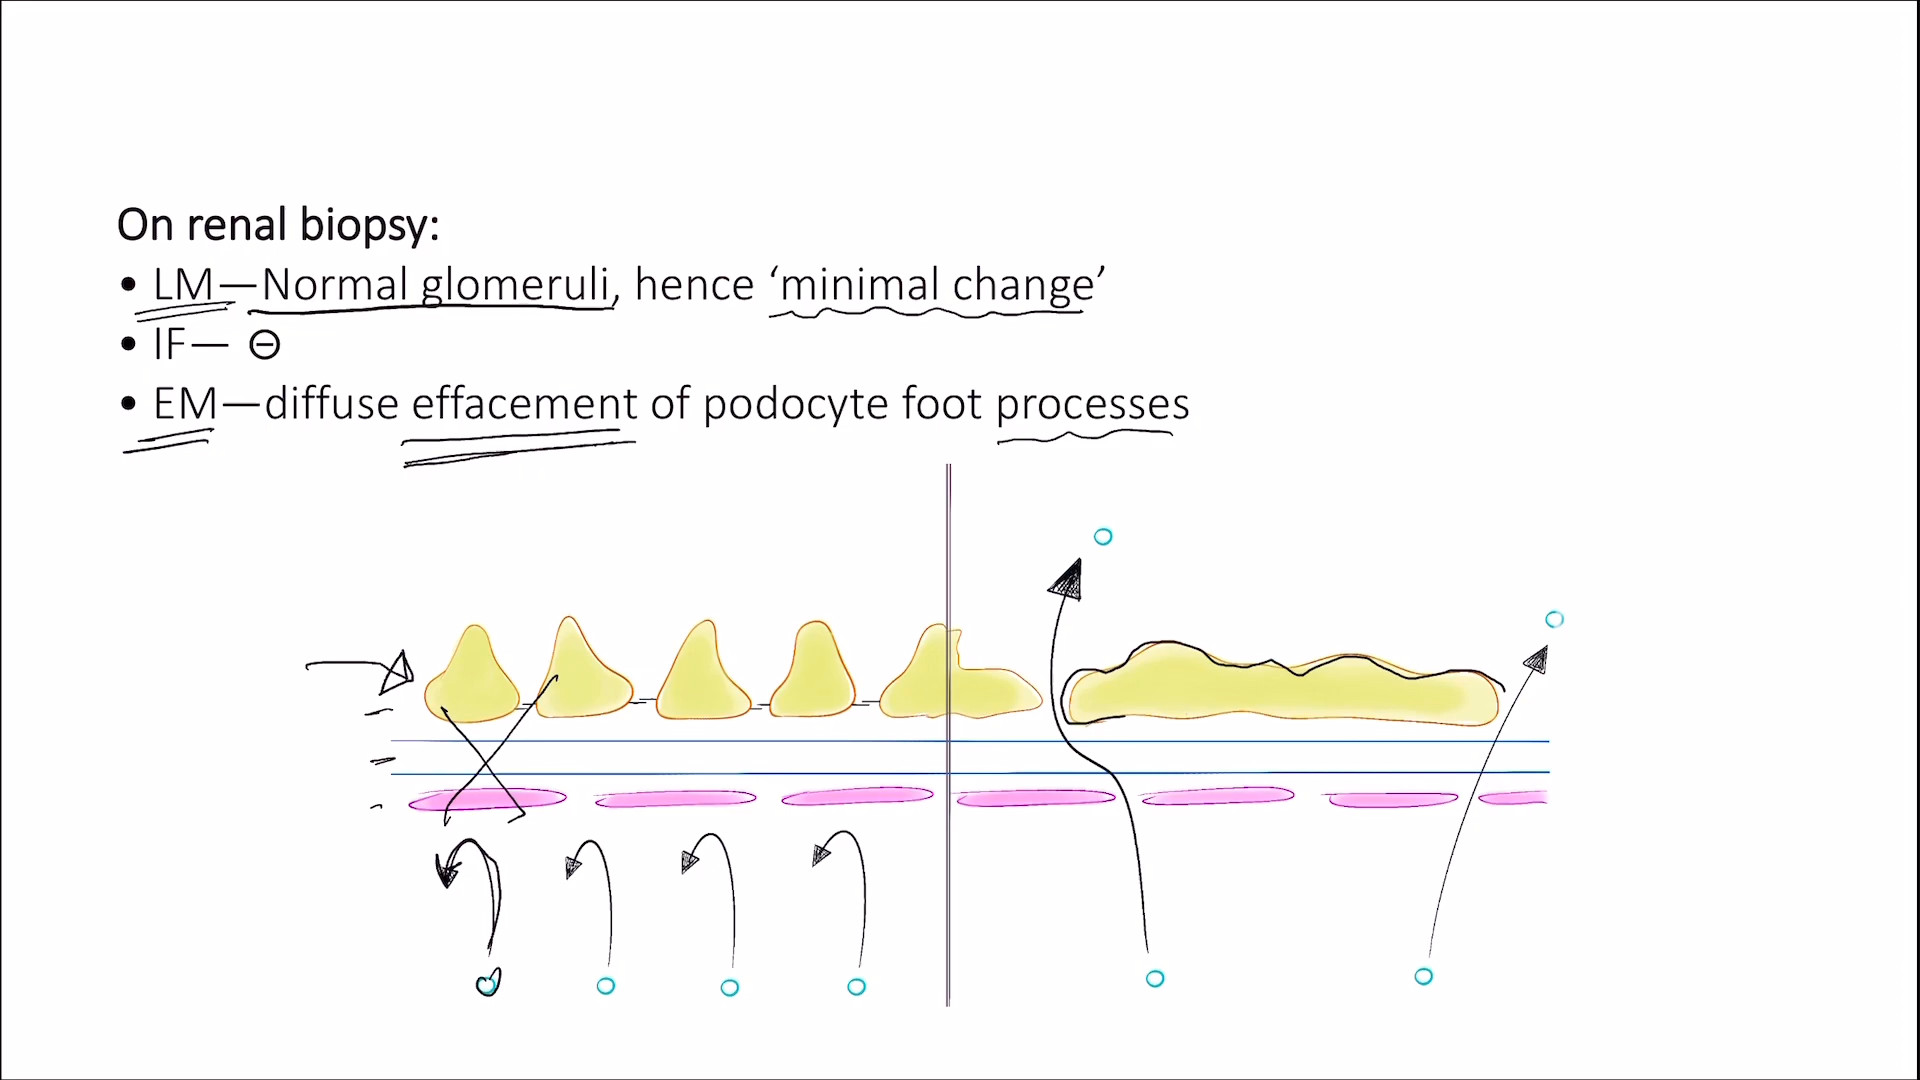 On renal biopsy:
• LM—Normal glomeruli, hence ‘minimal change’
• IF— ⊖
• EM—diffuse effacement of podocyte foot processes